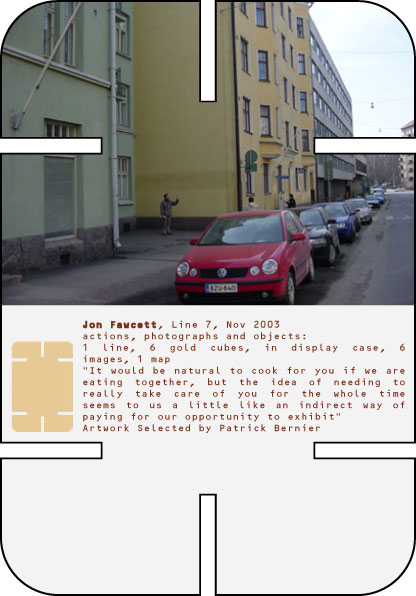 BZU-840
Jon Fawcett, Line 7, Nov 2003
actions, photographs and objects:
1 line, 6 gold cubes, in display case, 6
images, 1 map
"It would be natural to cook for you if we are
eating together, but the idea of needing to
really take care of you for the whole time
seems to us a little like an indirect way of
paying for our opportunity to exhibit"
Artwork Selected by Patrick Bernier